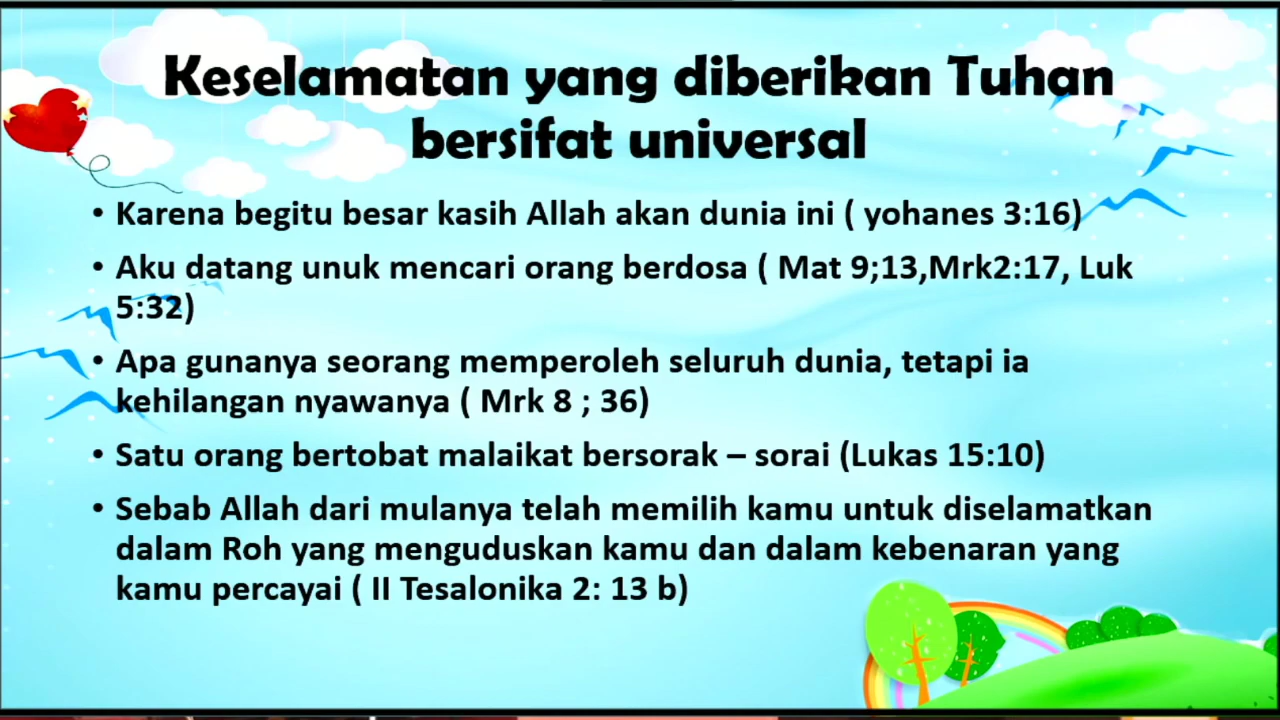 Keselamatan yang diberikan Tuhan
bersifat universal
• Karena begitu besar kasih Allah akan dunia ini ( yohanes 3:16)
• Aku datang unuk mencari orang berdosa ( Mat 9;13,Mrk2:17, Luk
5:32)
• Apa gunanya seorang memperoleh seluruh dunia, tetapi ia
kehilangan nyawanya ( Mrk 8 ; 36)
• Satu orang bertobat malaikat bersorak – sorai (Lukas 15:10)
• Sebab Allah dari mulanya telah memilih kamu untuk diselamatkan
dalam Roh yang menguduskan kamu dan dalam kebenaran yang
kamu percayai ( II Tesalonika 2: 13 b)